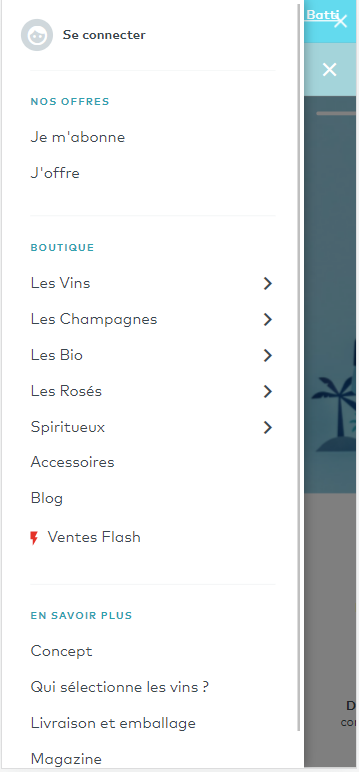 Batti
Se connecter
NOS OFFRES
Je m'abonne
J'offre
BOUTIQUE
Les Vins
Les Champagnes
Les Bio
Les Rosés
Spiritueux
Accessoires
Blog
Ventes Flash
EN SAVOIR PLUS
Concept
Qui sélectionne les vins ?
D
Livraison et emballage
con
Magazine